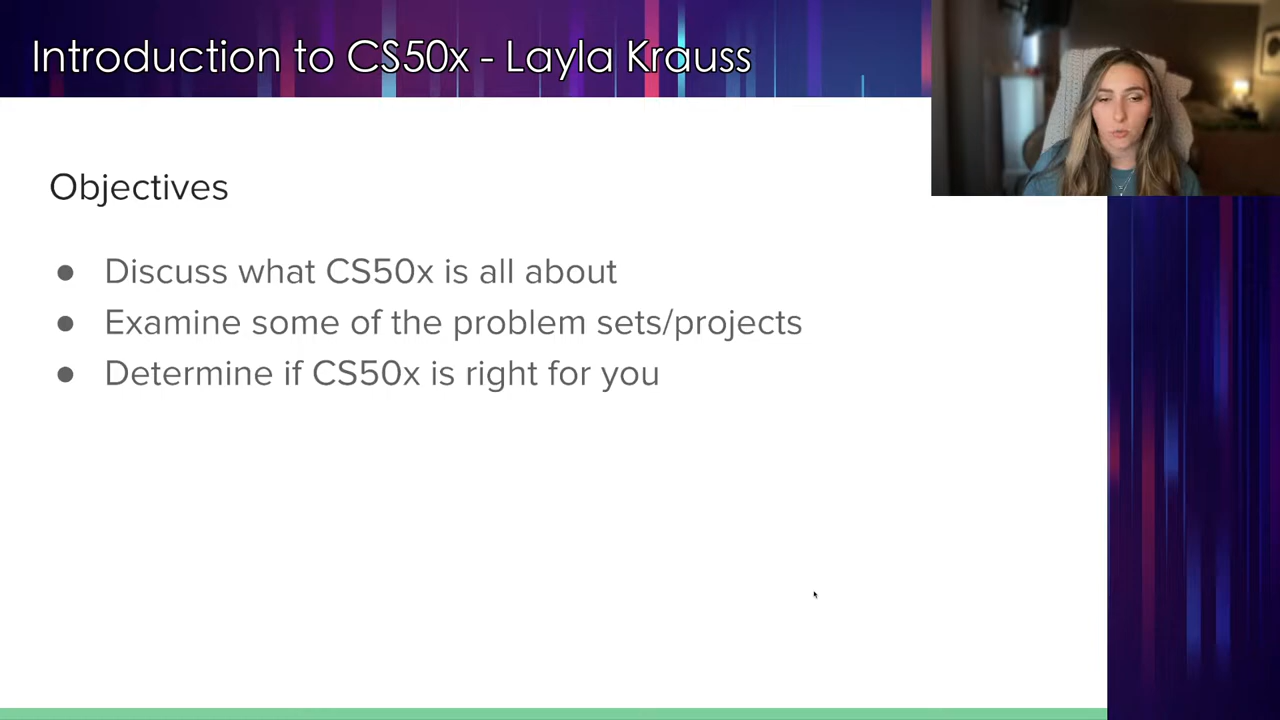 Introduction to CS50x - Layla Krauss
Objectives
● Discuss what CS50x is all about
● Examine some of the problem sets/projects
● Determine if CS50x is right for you